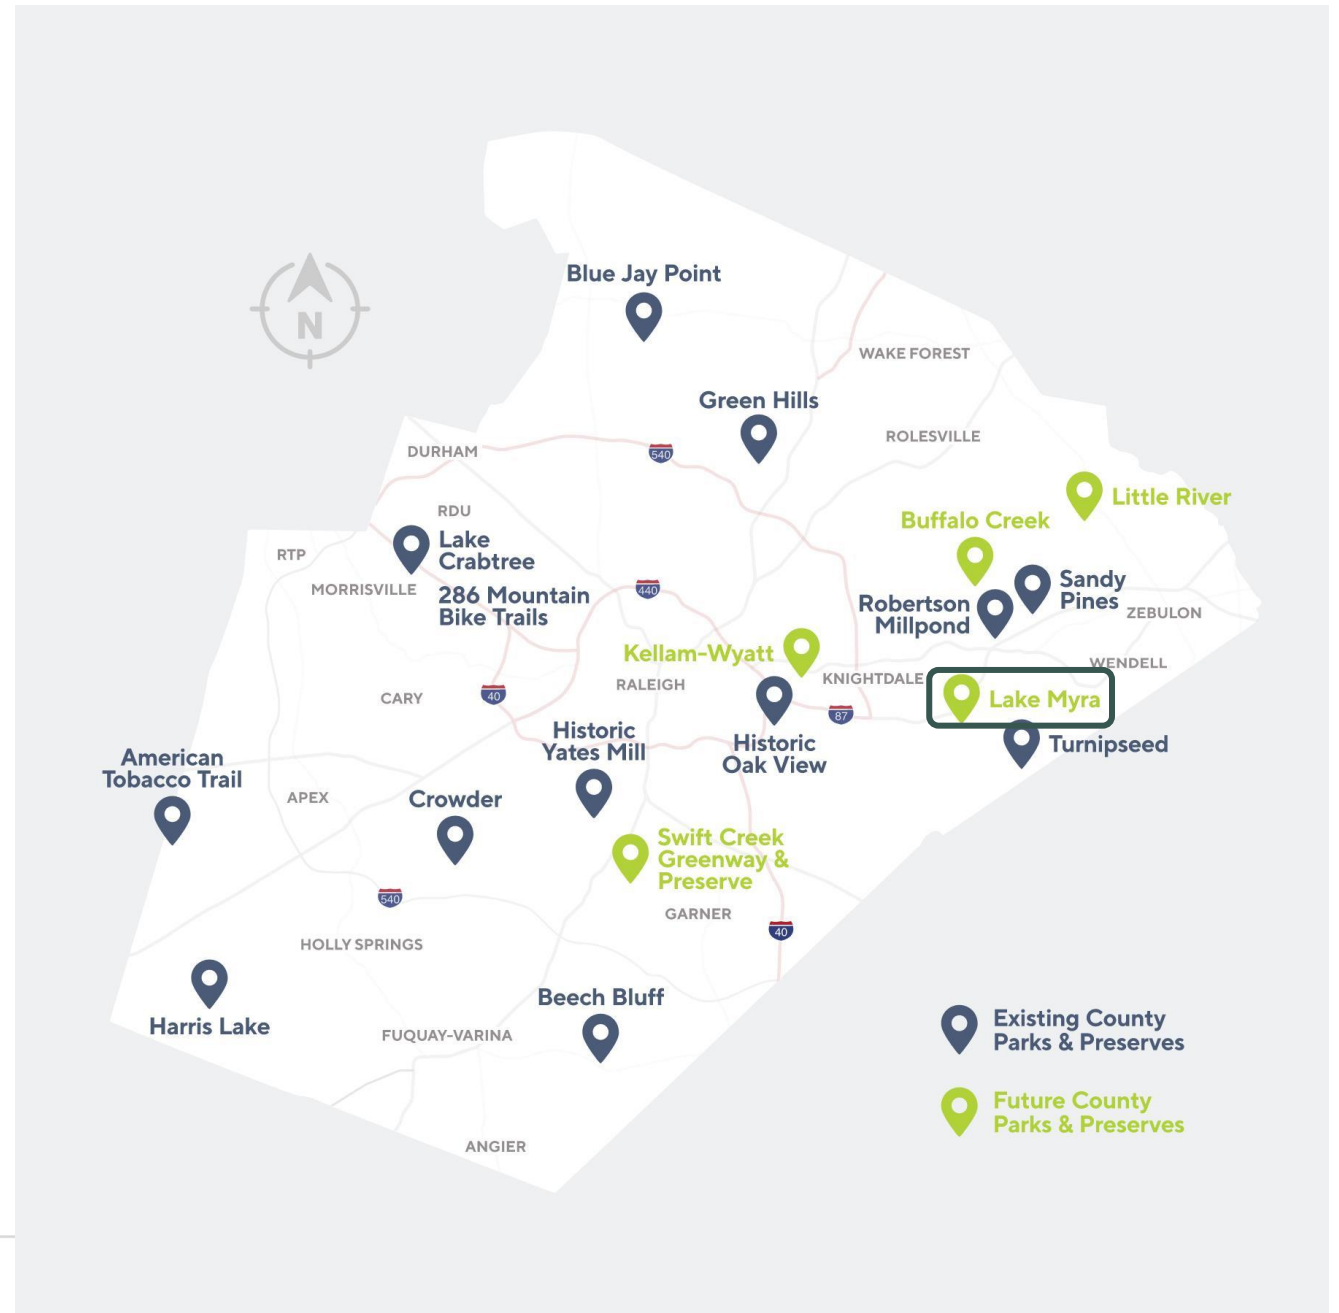 Blue Jay Point
N
WAKE FOREST
Green Hills
ROLESVILLE
DURHAM
540
Little River
RDU
Buffalo Creek
Lake
Crabtree
RTP
MORRISVILLE
286 Mountain
Bike Trails
440
Sandy
Pines
Robertson
Millpond
ZEBULON
Kellam-Wyatt
WENDELL
KNIGHTDALE
RALEIGH
CARY
40
Lake Myra
87
Historic
Yates Mill
Historic
Oak View
Turnipseed
American
Tobacco Trail
APEX
Crowder
Swift Creek
Greenway &
Preserve
540
GARNER
40
HOLLY SPRINGS
Harris Lake
Beech Bluff
FUQUAY-VARINA
ANGIER
Existing County
Parks & Preserves
Future County
Parks & Preserves